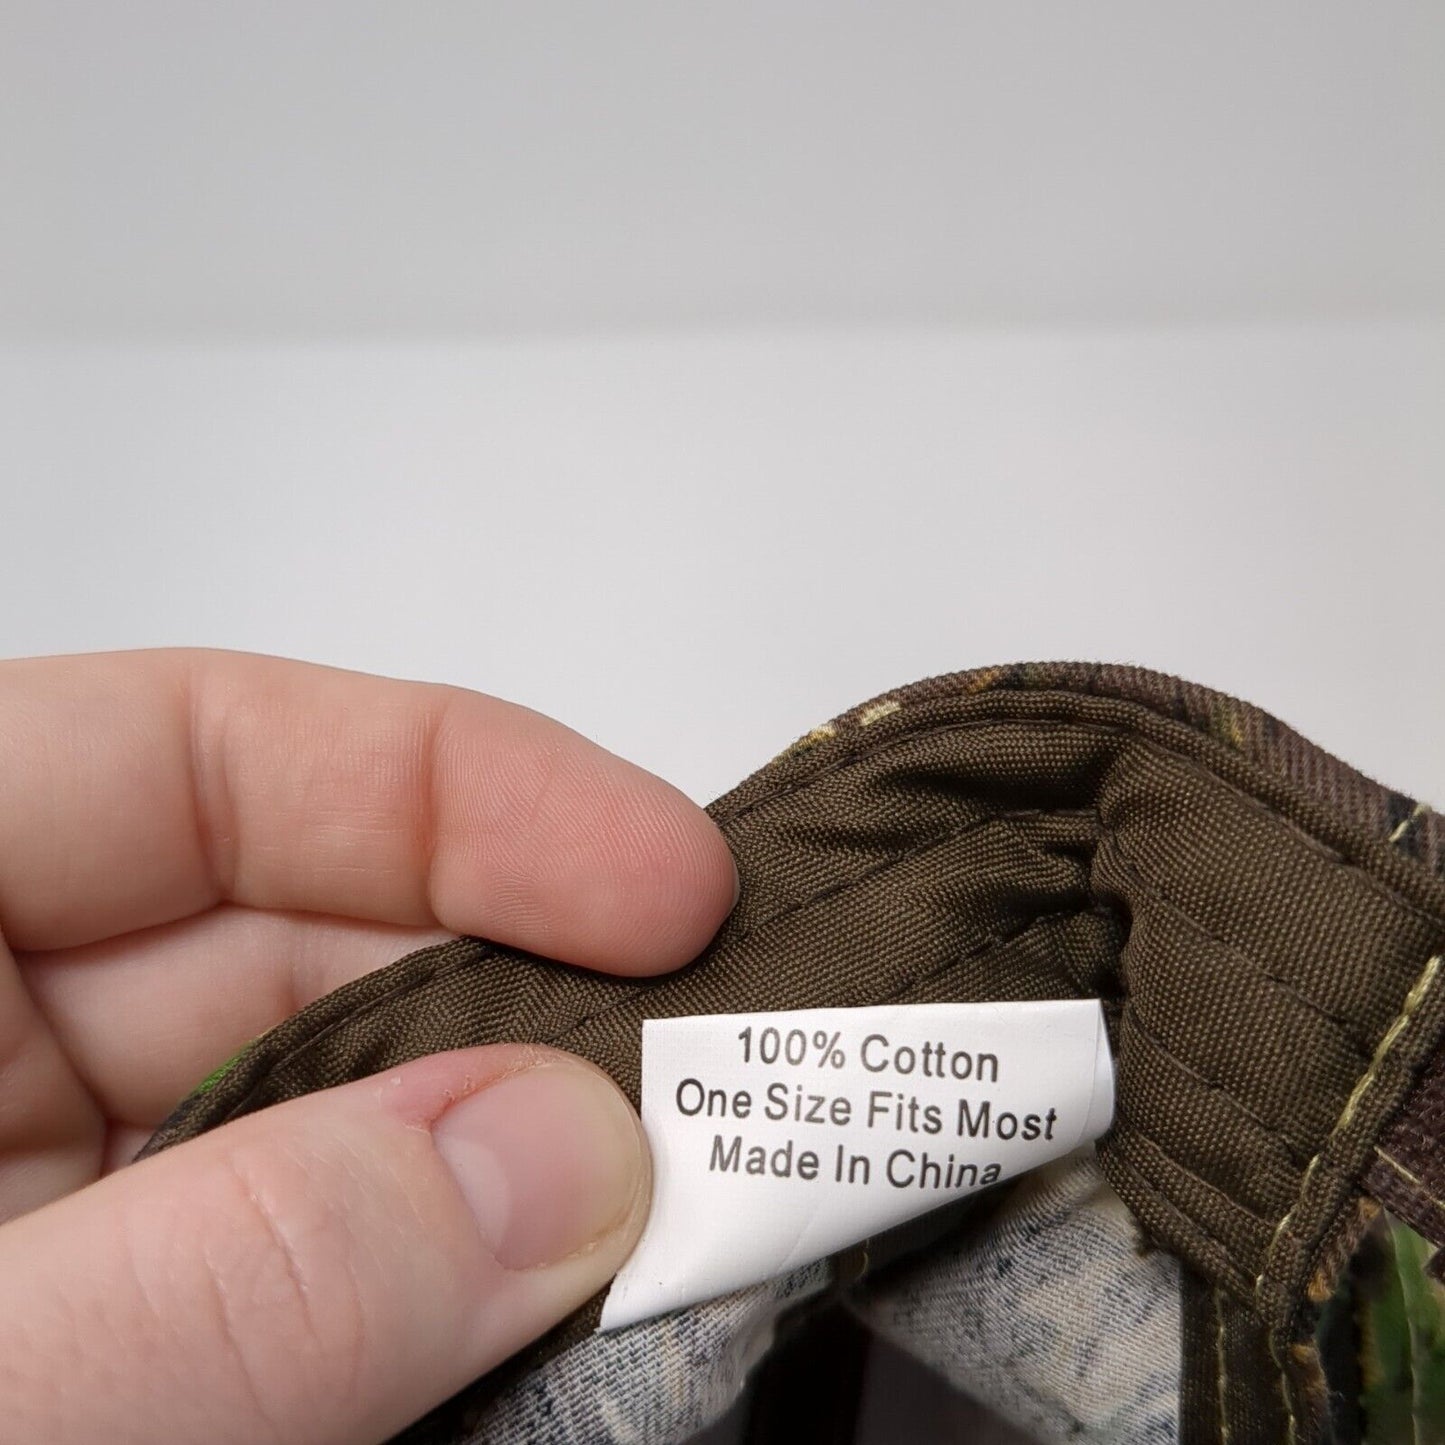 100% Cotton
One Size Fits Most
Made In China